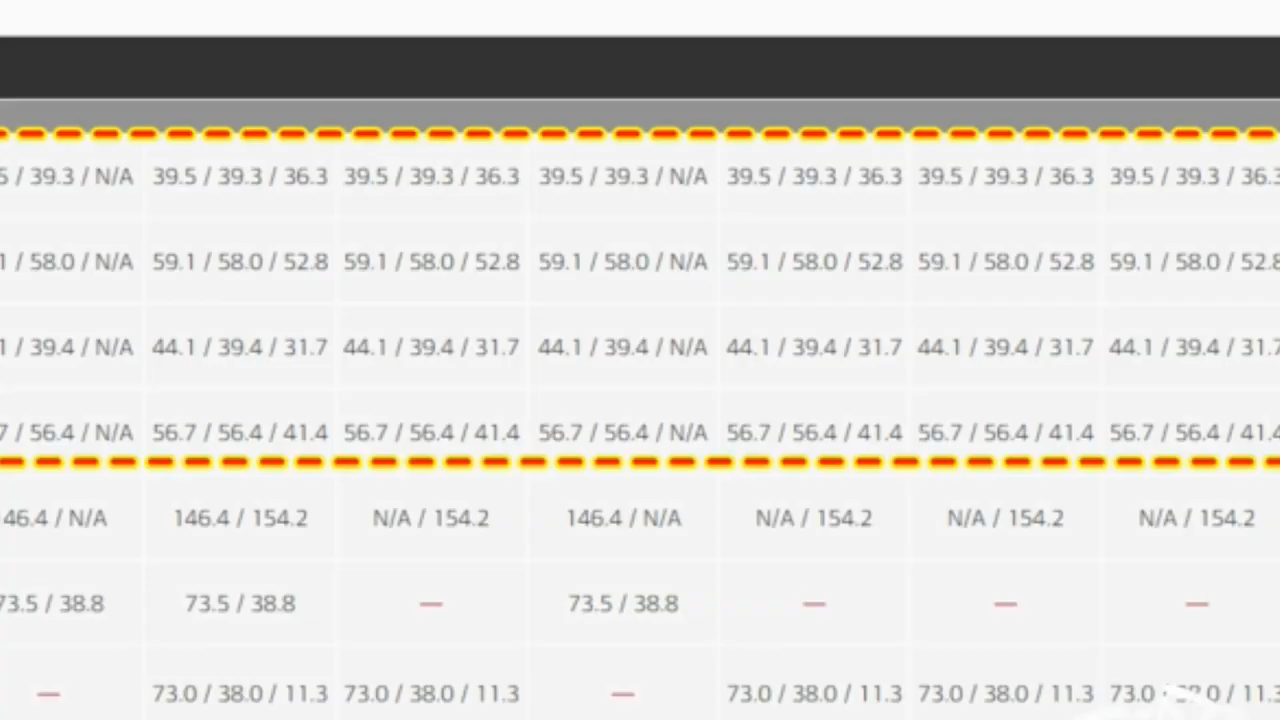 5 / 39.3 / N/A 39.5 / 39.3 / 36.3 39.5 / 39.3 / 36.3 39.5 / 39.3 / N/A 39.5 / 39.3 / 36.3 39.5 / 39.3 / 36.3 39.5 / 39.3 / 36.3
1 / 58.0 / N/A 59.1 / 58.0 / 52.8 59.1 / 58.0 / 52.8 59.1 / 58.0 / N/A 59.1 / 58.0 / 52.8 59.1 / 58.0 / 52.8 59.1 / 58.0 / 52.8
1 / 39.4 / N/A 44.1 / 39.4 / 31.7 44.1 / 39.4 / 31.7 44.1 / 39.4 / N/A 44.1 / 39.4 / 31.7 44.1 / 39.4 / 31.7 44.1 / 39.4 / 31.7
7 / 56.4 / N/A 56.7 / 56.4 / 41.4 56.7 / 56.4 / 41.4 56.7 / 56.4 / N/A 56.7 / 56.4 / 41.4 56.7 / 56.4 / 41.4 56.7 / 56.4 / 41.4
46.4 / N/A 146.4 / 154.2 N/A / 154.2 146.4 / N/A N/A / 154.2 N/A / 154.2 N/A / 154.2
73.5 / 38.8 73.5 / 38.8 — 73.5 / 38.8 — — —
— 73.0 / 38.0 / 11.3 73.0 / 38.0 / 11.3 — 73.0 / 38.0 / 11.3 73.0 / 38.0 / 11.3 73.0 / / 11.3